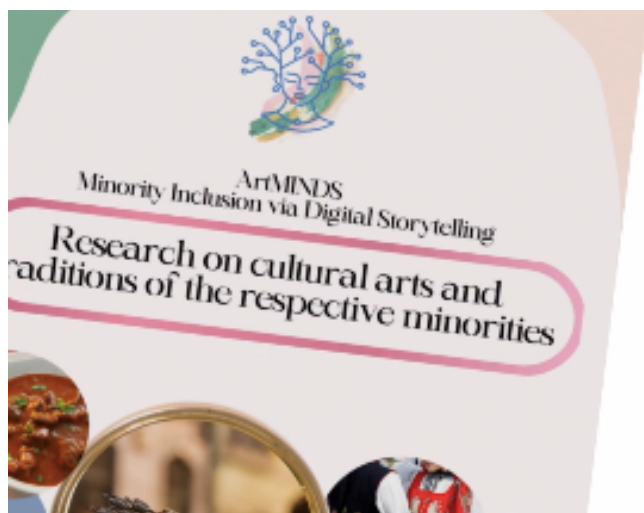 ArtMINDS
Minority Inclusion via Digital Storytelling
Research on cultural arts and
raditions of the respective minorities